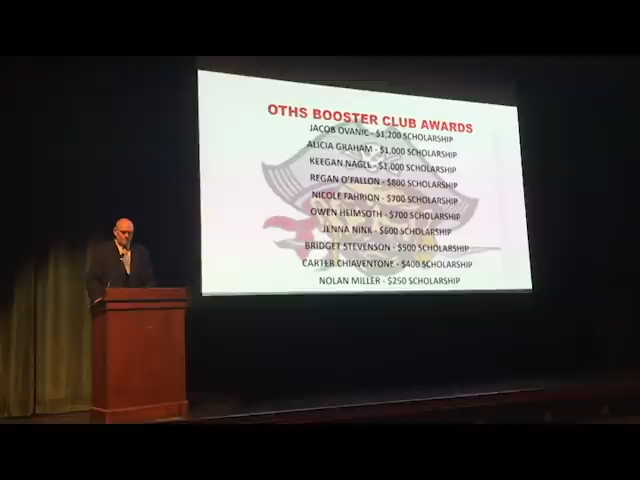 OTHS BOOSTER CLUB AWARDS
JACOB OVANIC - $1,200 SCHOLARSHIP
ALICIA GRAHAM - $1,000 SCHOLARSHIP
KEEGAN NAGLE - $1,000 SCHOLARSHIP
REGAN O'FALLON - $800 SCHOLARSHIP
NICOLE FAHRION - $700 SCHOLARSHIP
OWEN HEIMSOTH - $700 SCHOLARSHIP
JENNA NINK - $600 SCHOLARSHIP
BRIDGET STEVENSON - $500 SCHOLARSHIP
CARTER CHIAVENTONE - $400 SCHOLARSHIP
NOLAN MILLER - $250 SCHOLARSHIP